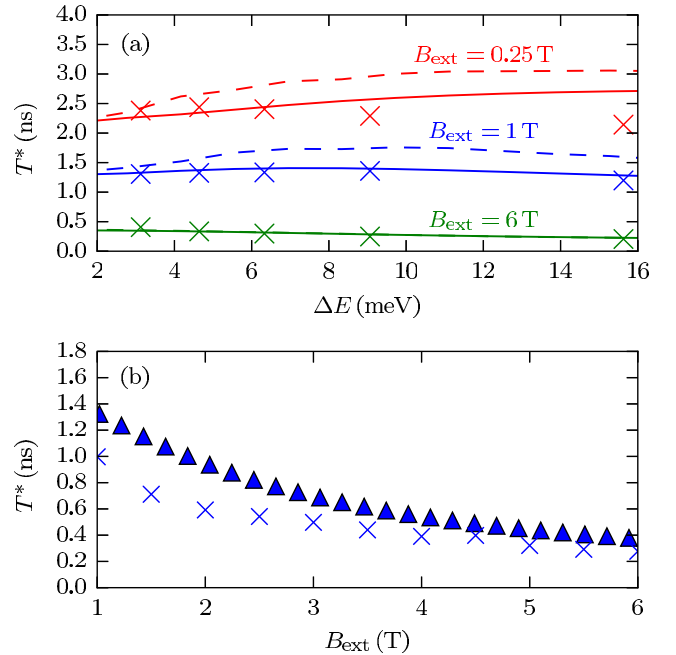 4.0
(a)
3.5
B_ext = 0.25 T
3.0
2.5
2.0
B_ext = 1 T
1.5
1.0
B_ext = 6 T
0.5
0.0
T* (ns)
2 4 6 8 10 12 14 16
ΔE (meV)
1.8
(b)
1.6
1.4
1.2
1.0
0.8
0.6
0.4
0.2
0.0
T* (ns)
1 2 3 4 5 6
B_ext (T)